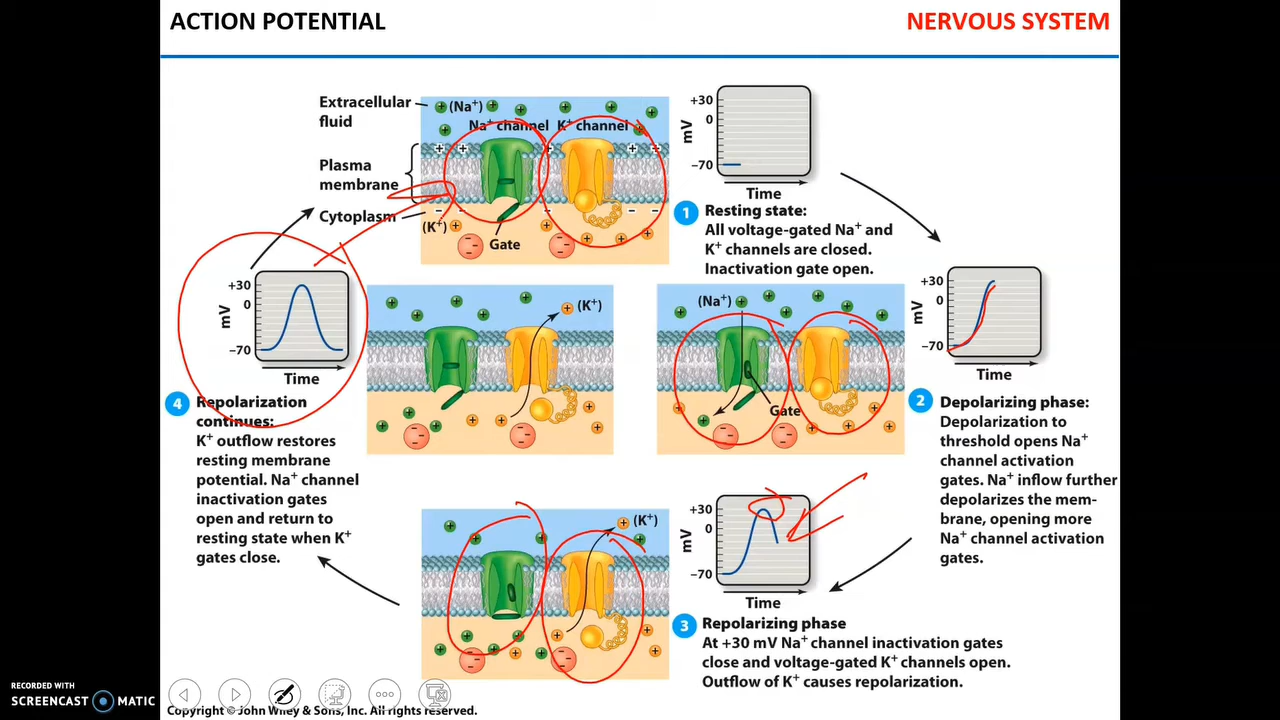 ACTION POTENTIAL
NERVOUS SYSTEM
Extracellular
fluid
(Na+)
Na+ channel
K+ channel
Plasma
membrane
Cytoplasm
(K+)
Gate
+30
0
mV
−70
Time
1
Resting state:
All voltage-gated Na+ and
K+ channels are closed.
Inactivation gate open.
(Na+)
Gate
+30
0
mV
−70
Time
2
Depolarizing phase:
Depolarization to
threshold opens Na+
channel activation
gates. Na+ inflow further
depolarizes the mem-
brane, opening more
Na+ channel activation
gates.
(K+)
+30
0
mV
−70
Time
3
Repolarizing phase
At +30 mV Na+ channel inactivation gates
close and voltage-gated K+ channels open.
Outflow of K+ causes repolarization.
+30
0
mV
−70
Time
(K+)
4
Repolarization
continues:
K+ outflow restores
resting membrane
potential. Na+ channel
inactivation gates
open and return to
resting state when K+
gates close.
RECORDED WITH
SCREENCAST MATIC
Copyright © John Wiley & Sons, Inc. All rights reserved.